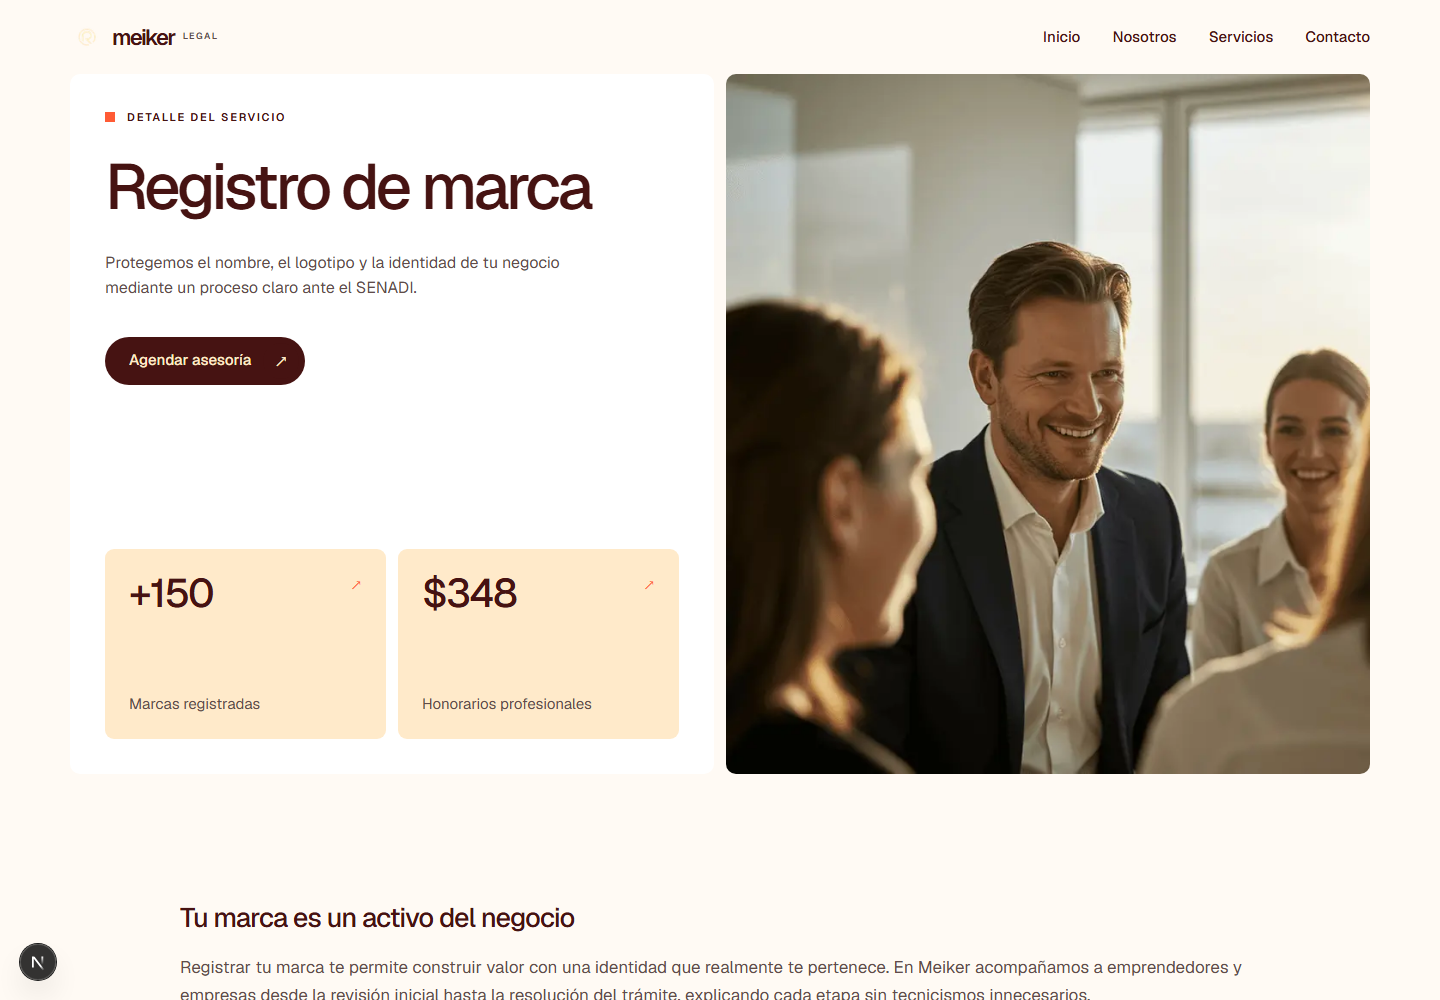 meiker LEGAL
Inicio Nosotros Servicios Contacto
DETALLE DEL SERVICIO
Registro de marca
Protegemos el nombre, el logotipo y la identidad de tu negocio
mediante un proceso claro ante el SENADI.
Agendar asesoría ↗
+150 ↗
Marcas registradas
$348 ↗
Honorarios profesionales
Tu marca es un activo del negocio
Registrar tu marca te permite construir valor con una identidad que realmente te pertenece. En Meiker acompañamos a emprendedores y
empresas desde la revisión inicial hasta la resolución del trámite, explicando cada etapa sin tecnicismos innecesarios.
N